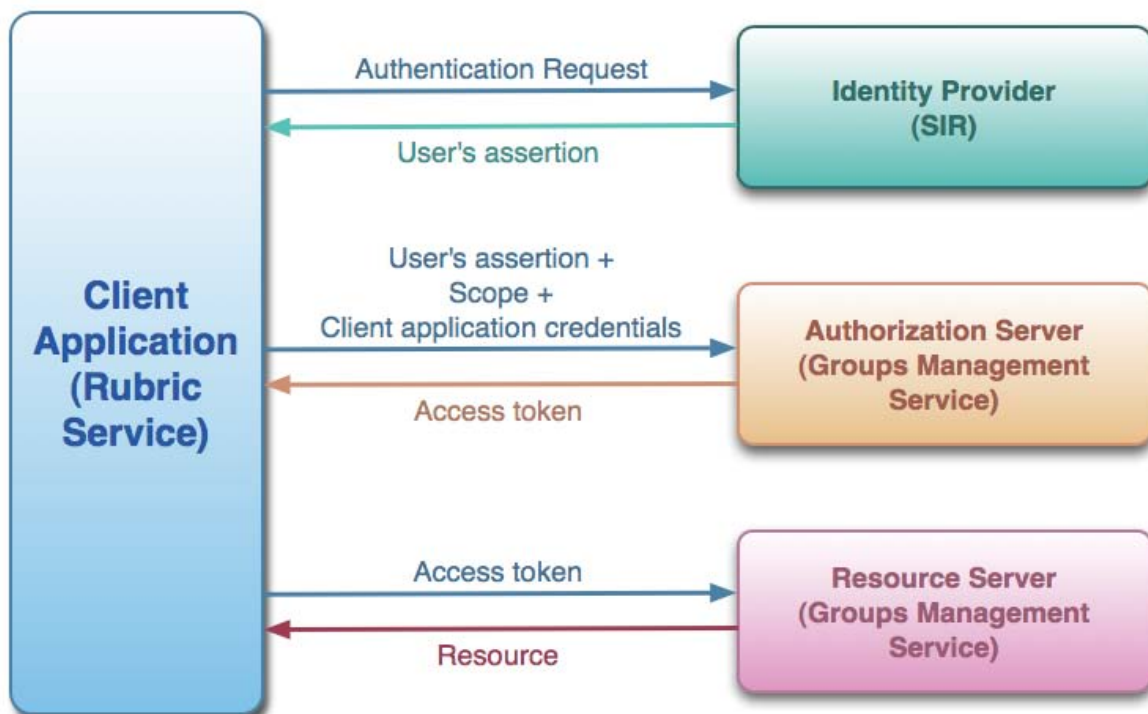 Client
Application
(Rubric
Service)
Authentication Request
User's assertion
Identity Provider
(SIR)
User's assertion +
Scope +
Client application credentials
Access token
Authorization Server
(Groups Management
Service)
Access token
Resource
Resource Server
(Groups Management
Service)